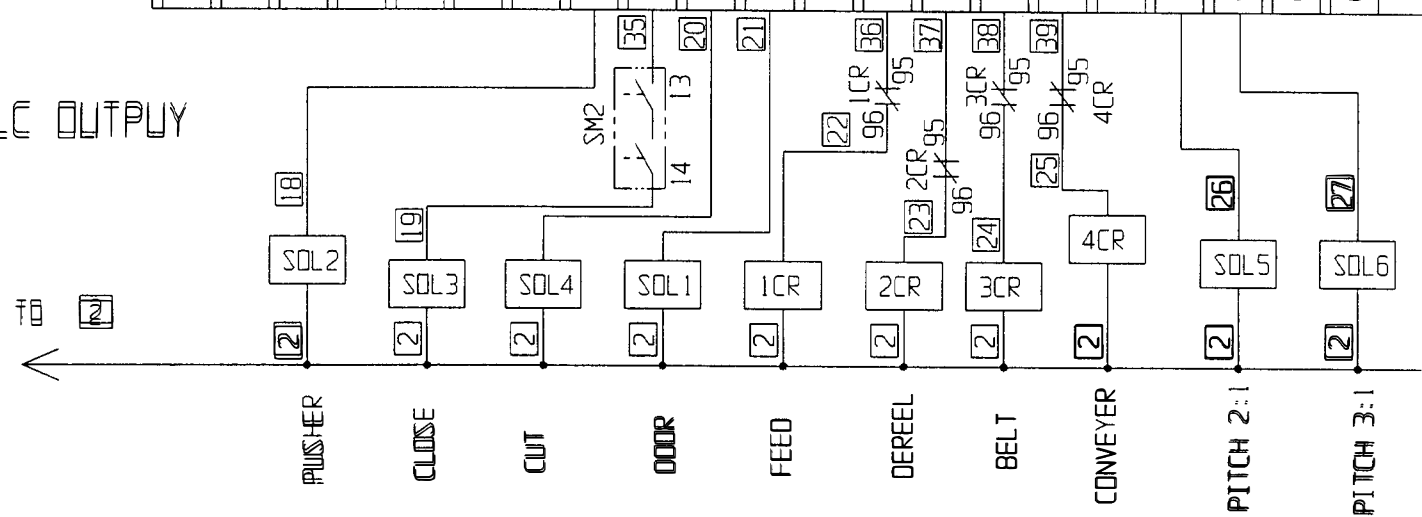 35
20
21
36
37
38
39
LC OUTPUY
SM2
13
14
1CR
95
96
22
2CR
95
96
23
3CR
95
96
24
4CR
95
96
25
18
19
26
27
SOL2
SOL3
SOL4
SOL1
1CR
2CR
3CR
4CR
SOL5
SOL6
TO 2
2
2
2
2
2
2
2
2
2
2
PUSHER
CLOSE
CUT
DOOR
FEED
DEREEL
BELT
CONVEYER
PITCH 2:1
PITCH 3:1